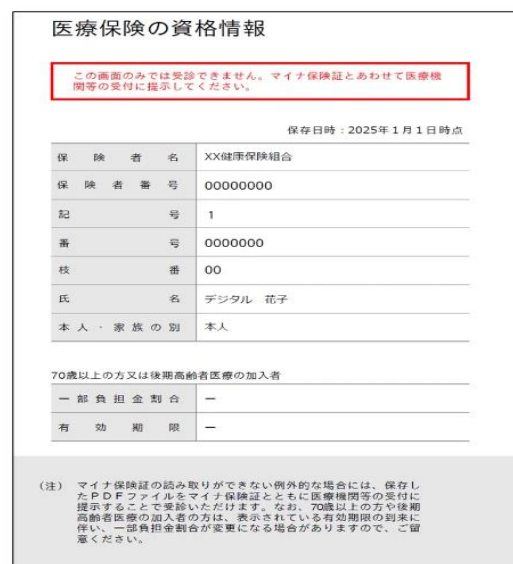 医療保険の資格情報
この画面のみでは受診できません。マイナ保険証とあわせて医療機
関等の受付に提示してください。
保存日時:2025年1月1日時点
保険者名 XX健康保険組合
保険者番号 00000000
記号 1
番号 0000000
枝番 00
氏名 デジタル 花子
本人・家族の別 本人
70歳以上の方又は後期高齢者医療の加入者
一部負担金割合 ー
有効期限 ー
(注) マイナ保険証の読み取りができない例外的な場合には、保存し
たPDFファイルをマイナ保険証とともに医療機関等の受付に
提示することで受診いただけます。なお、70歳以上の方や後期
高齢者医療の加入者の方は、表示されている有効期限の到来に
伴い、一部負担金割合が変更になる場合がありますので、ご留
意ください。